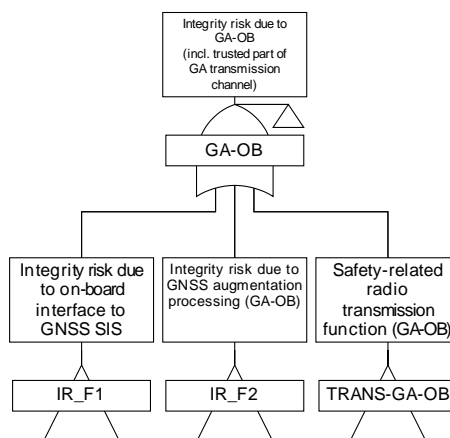 Integrity risk due to
GA-OB
(incl. trusted part of
GA transmission
channel)
GA-OB
Integrity risk due
to on-board
interface to
GNSS SIS
Integrity risk due to
GNSS augmentation
processing (GA-OB)
Safety-related
radio
transmission
function (GA-OB)
IR_F1
IR_F2
TRANS-GA-OB